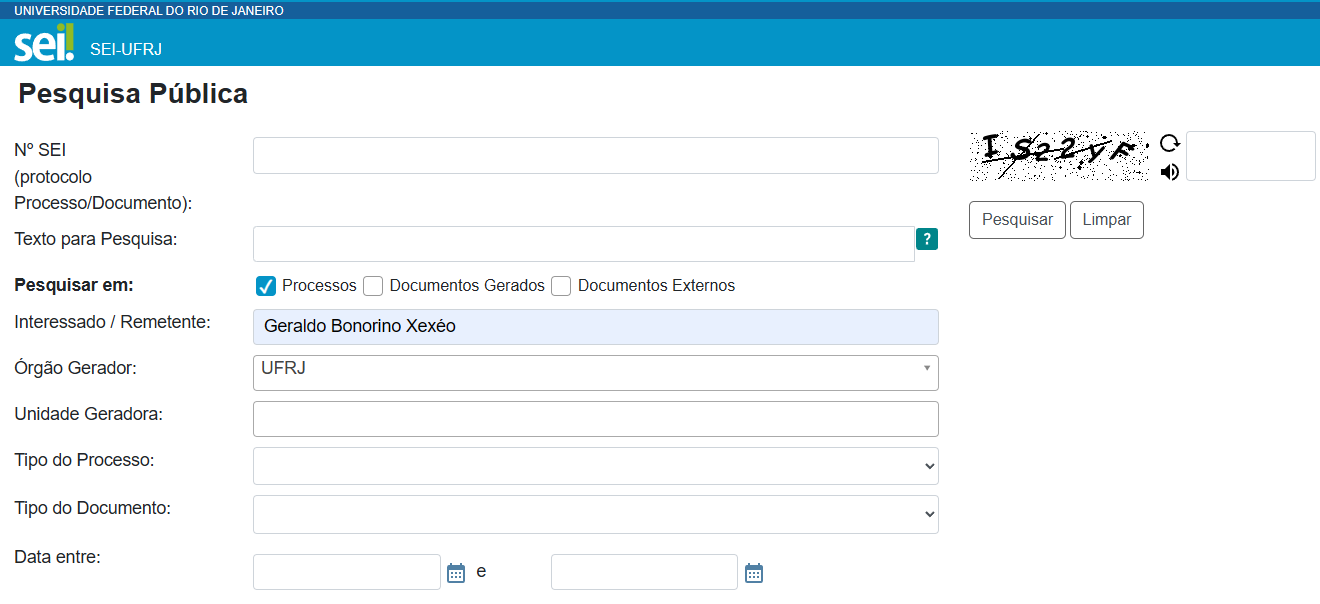 UNIVERSIDADE FEDERAL DO RIO DE JANEIRO
sei!
SEI-UFRJ
Pesquisa Pública
Nº SEI
(protocolo
Processo/Documento):
Texto para Pesquisa:
?
Pesquisar em:
Processos
Documentos Gerados
Documentos Externos
Interessado / Remetente:
Geraldo Bonorino Xexéo
Órgão Gerador:
UFRJ
Unidade Geradora:
Tipo do Processo:
Tipo do Documento:
Data entre:
e
Pesquisar
Limpar